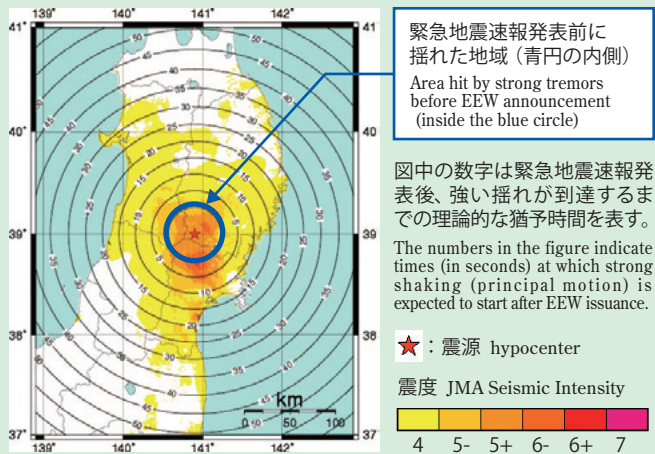 139° 140° 141° 142°
41°
40°
39°
38°
37°
139° 140° 141° 142°
km
0 50 100
緊急地震速報発表前に
揺れた地域（青円の内側）
Area hit by strong tremors
before EEW announcement
(inside the blue circle)
図中の数字は緊急地震速報発
表後、強い揺れが到達するま
での理論的な猶予時間を表す。
The numbers in the figure indicate
times (in seconds) at which strong
shaking (principal motion) is
expected to start after EEW issuance.
：震源 hypocenter
震度 JMA Seismic Intensity
4 5- 5+ 6- 6+ 7